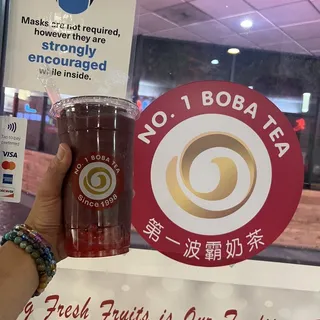 Masks are not required,
however they are
strongly
encouraged
while inside.
VISA
NO. 1 BOBA TEA
Since 1998
NO. 1 BOBA TEA
第一波霸奶茶
Fresh Fruits is Our